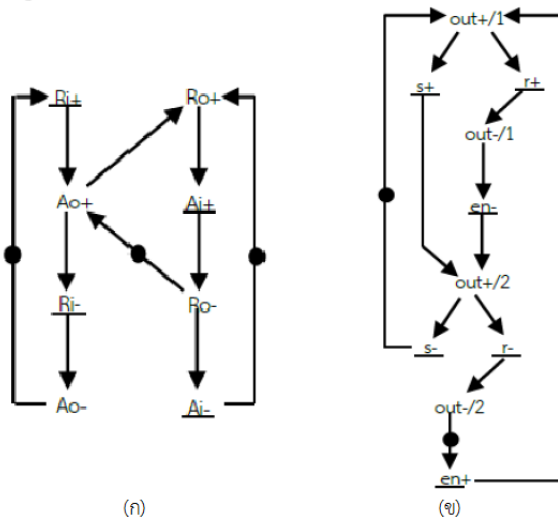 Ri+
Ro+
Ao+
Ai+
Ri-
Ro-
Ao-
Ai-
(ก)
out+/1
s+
r+
out-/1
en-
out+/2
s-
r-
out-/2
en+
(ข)